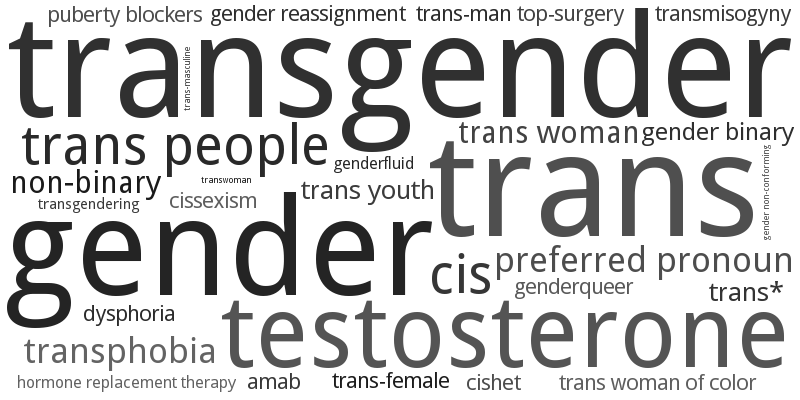 puberty blockers
gender reassignment
trans-man
top-surgery
transmisogyny
transgender
trans-masculine
trans people
trans woman
gender binary
genderfluid
trans
gender non-conforming
non-binary
transwoman
trans youth
transgendering
cissexism
gender
cis
preferred pronoun
genderqueer
trans*
dysphoria
testosterone
transphobia
hormone replacement therapy
amab
trans-female
cishet
trans woman of color